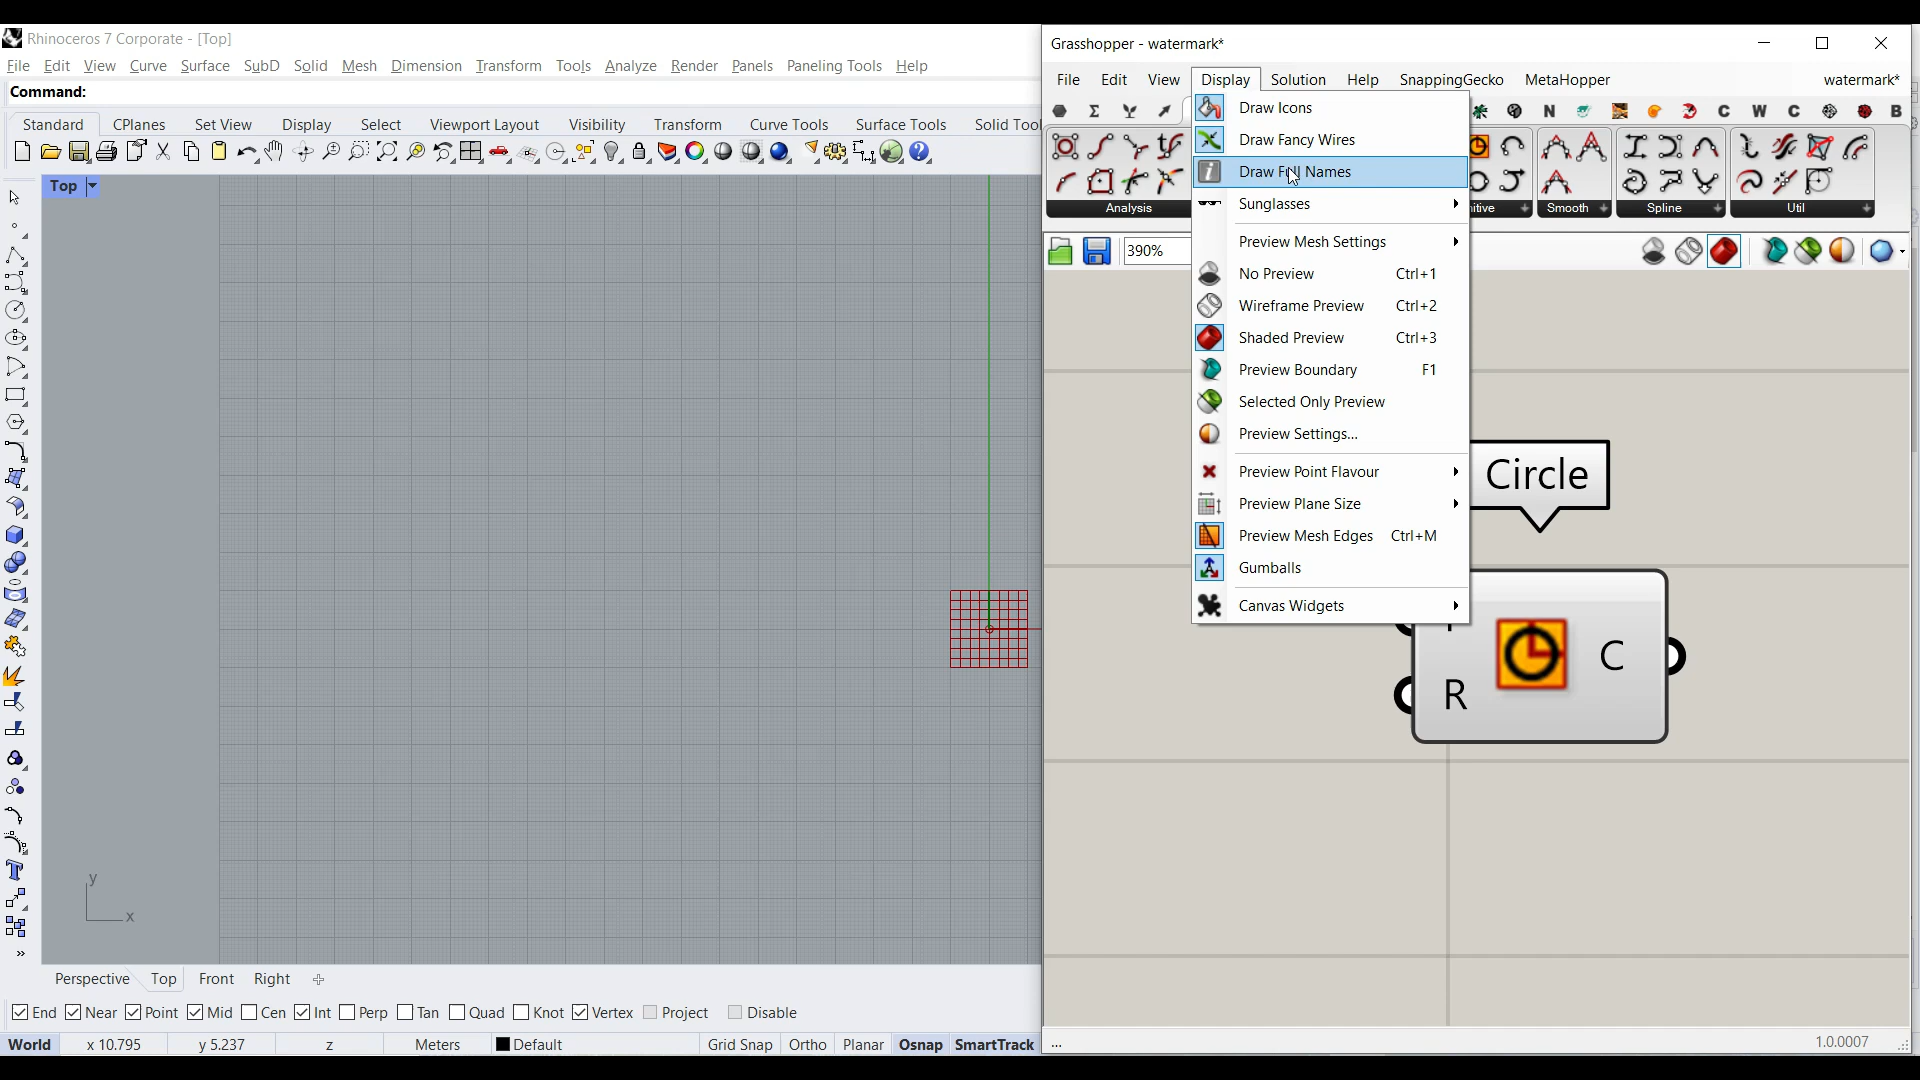 Rhinoceros 7 Corporate - [Top]
File Edit View Curve Surface SubD Solid Mesh Dimension Transform Tools Analyze Render Panels Paneling Tools Help
Command:
Standard CPlanes Set View Display Select Viewport Layout Visibility Transform Curve Tools Surface Tools Solid Tool
Top
y
x
Perspective Top Front Right
End Near Point Mid Cen Int Perp Tan Quad Knot Vertex Project Disable
World x 10.795 y 5.237 z Meters Default Grid Snap Ortho Planar Osnap SmartTrack
Grasshopper - watermark*
File Edit View Display Solution Help SnappingGecko MetaHopper watermark*
N C W C B
Analysis itive Smooth Spline Util
390%
Draw Icons
Draw Fancy Wires
Draw Full Names
Sunglasses
Preview Mesh Settings
No Preview Ctrl+1
Wireframe Preview Ctrl+2
Shaded Preview Ctrl+3
Preview Boundary F1
Selected Only Preview
Preview Settings...
Preview Point Flavour
Preview Plane Size
Preview Mesh Edges Ctrl+M
Gumballs
Canvas Widgets
Circle
C
R
...
1.0.0007